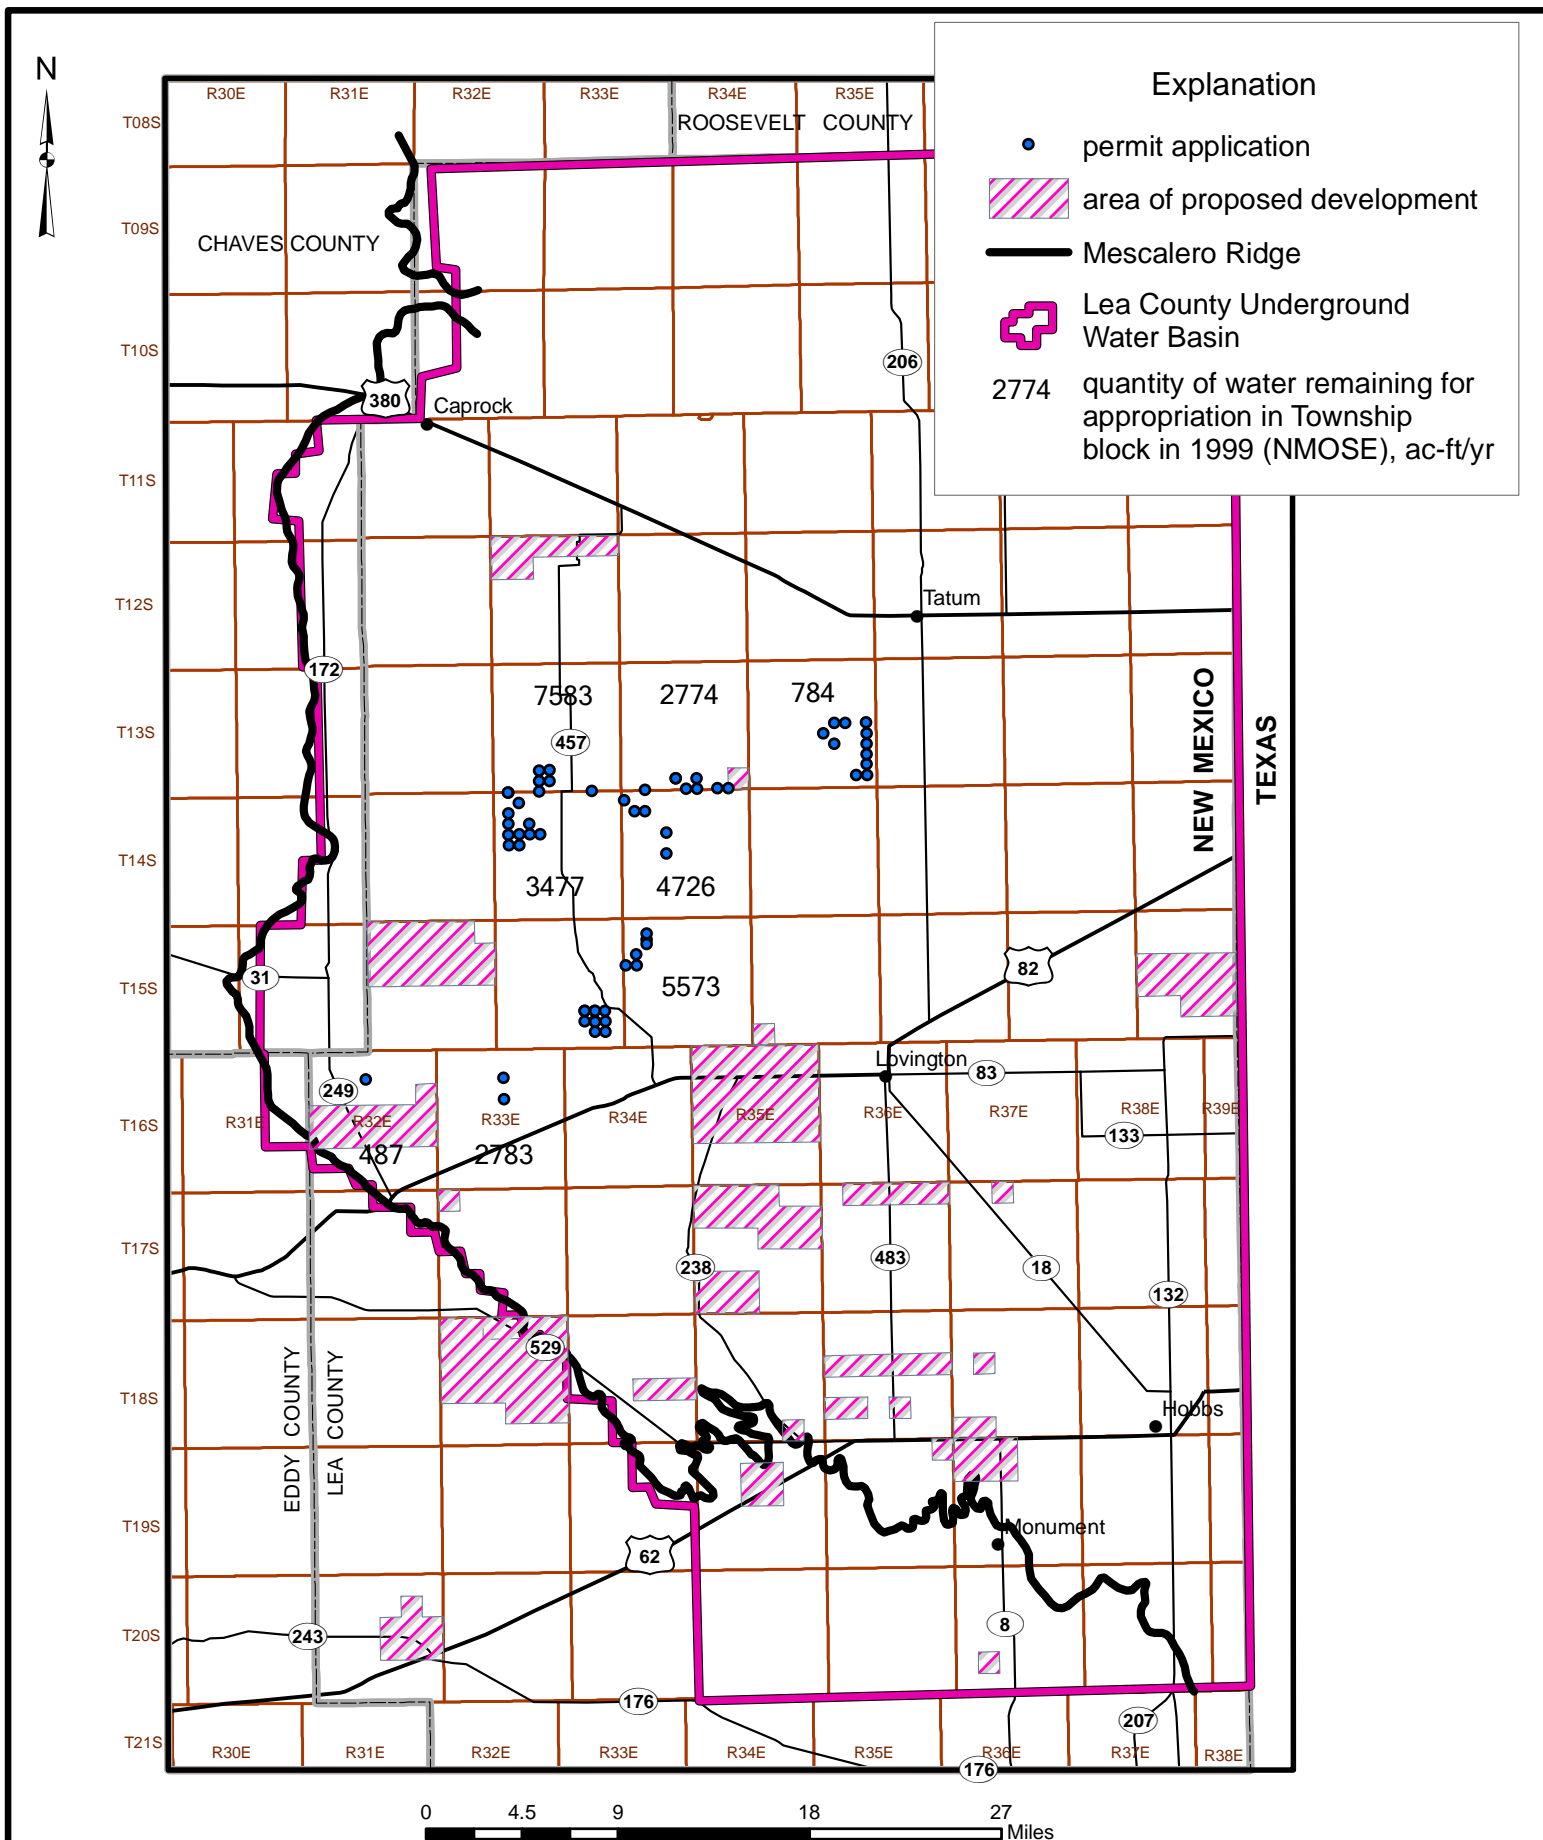 N
Explanation
permit application
area of proposed development
Mescalero Ridge
Lea County Underground
Water Basin
2774
quantity of water remaining for
appropriation in Township
block in 1999 (NMOSE), ac-ft/yr
R30E R31E R32E R33E R34E R35E
T08S
ROOSEVELT COUNTY
T09S
CHAVES COUNTY
T10S
206
380
Caprock
T11S
T12S
Tatum
172
7583 2774 784
T13S
457
NEW MEXICO
TEXAS
T14S
3477 4726
82
31
T15S
5573
Lovington
83
249
T16S
R31E R32E R33E R34E R35E R36E R37E R38E R39E
133
487 2783
T17S
238
483
18
132
529
EDDY COUNTY
LEA COUNTY
T18S
Hobbs
T19S
Monument
62
T20S
243
8
176
207
T21S
R30E R31E R32E R33E R34E R35E R36E R37E R38E
176
0 4.5 9 18 27
Miles